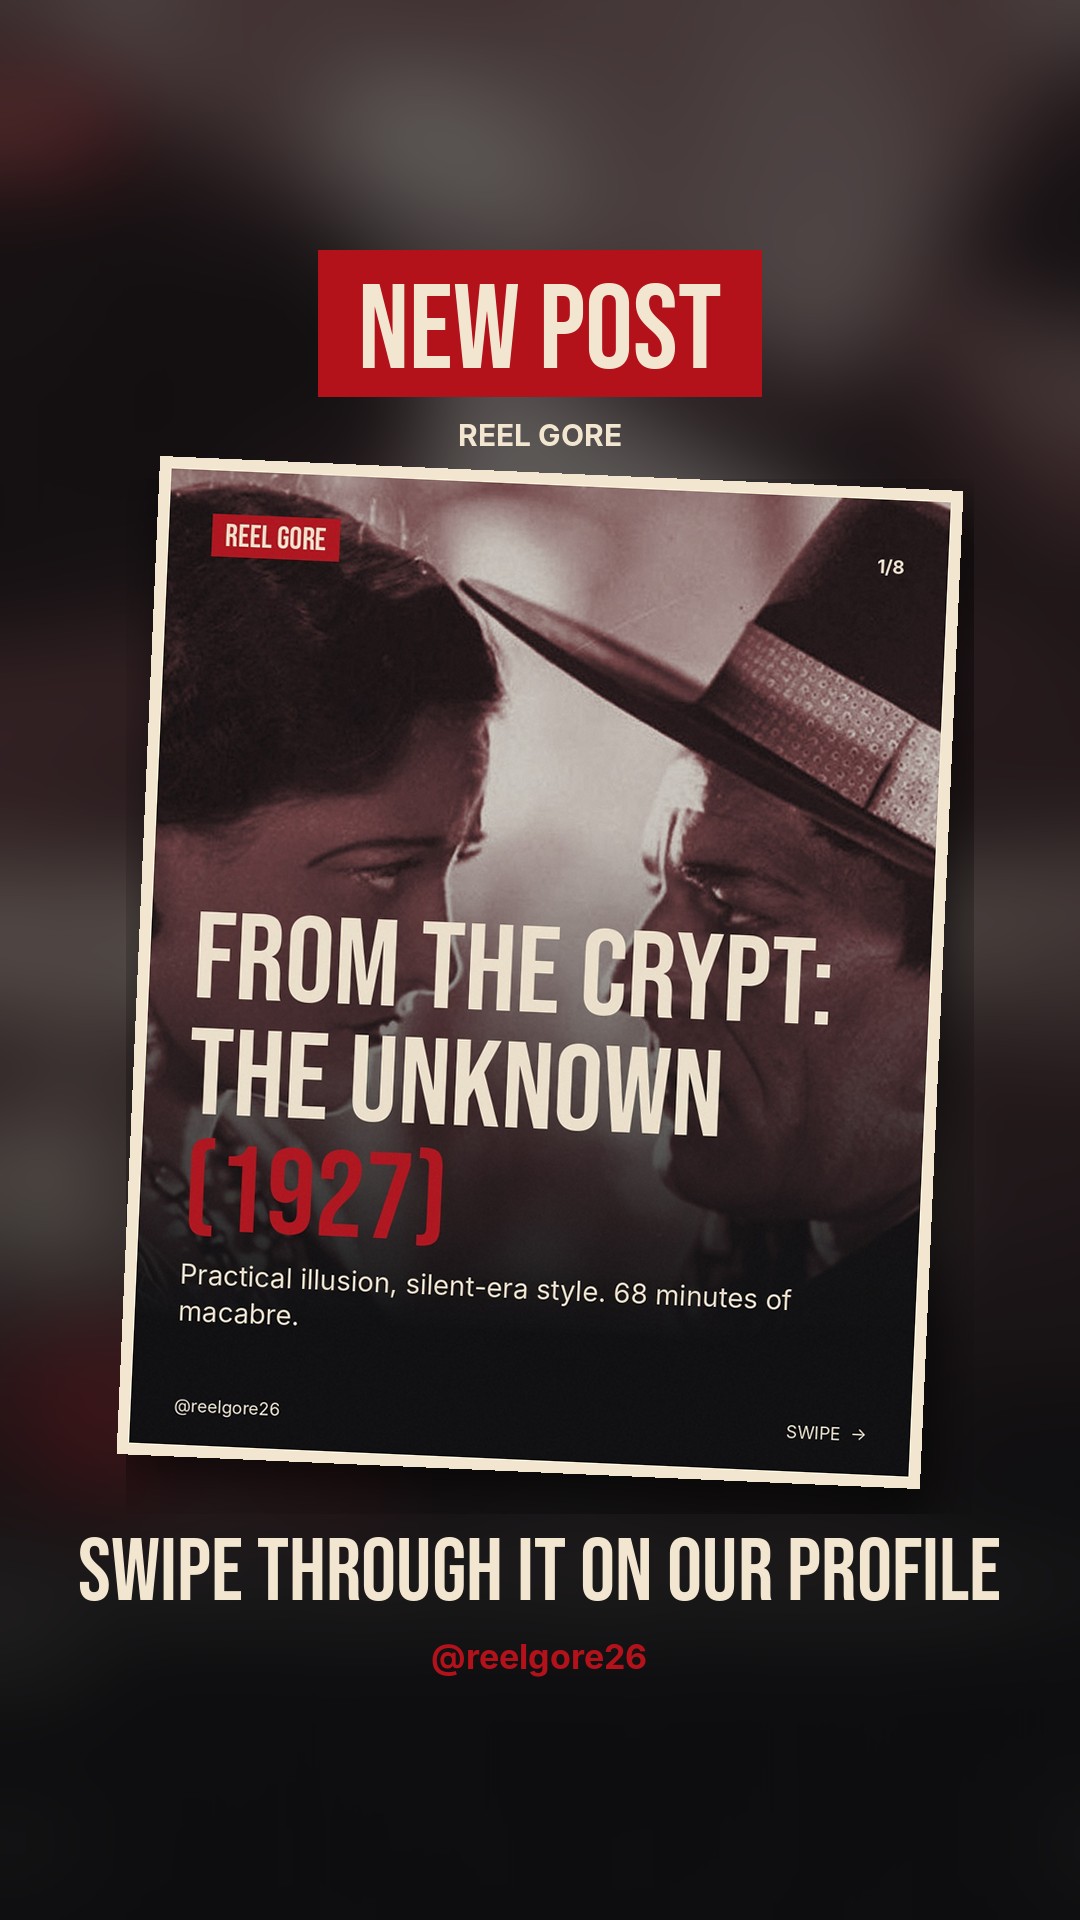 NEW POST
REEL GORE
REEL GORE
1/8
FROM THE CRYPT:
THE UNKNOWN
(1927)
Practical illusion, silent-era style. 68 minutes of
macabre.
@reelgore26
SWIPE →
SWIPE THROUGH IT ON OUR PROFILE
@reelgore26